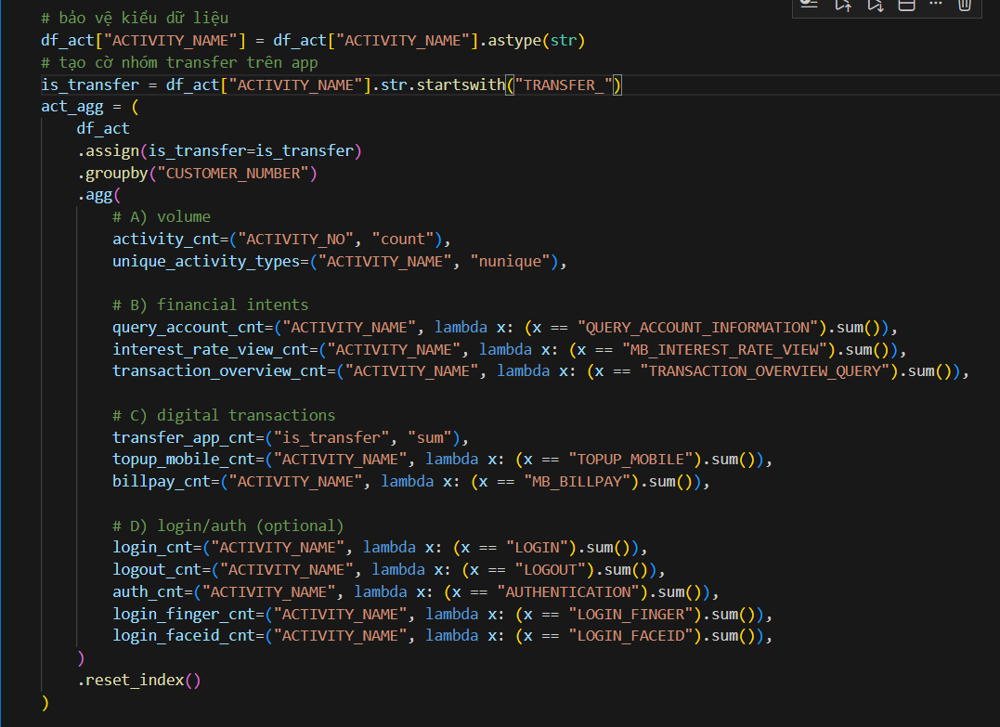 # bảo vệ kiểu dữ liệu
df_act["ACTIVITY_NAME"] = df_act["ACTIVITY_NAME"].astype(str)
# tạo cờ nhóm transfer trên app
is_transfer = df_act["ACTIVITY_NAME"].str.startswith("TRANSFER_")
act_agg = (
    df_act
    .assign(is_transfer=is_transfer)
    .groupby("CUSTOMER_NUMBER")
    .agg(
        # A) volume
        activity_cnt=("ACTIVITY_NO", "count"),
        unique_activity_types=("ACTIVITY_NAME", "nunique"),

        # B) financial intents
        query_account_cnt=("ACTIVITY_NAME", lambda x: (x == "QUERY_ACCOUNT_INFORMATION").sum()),
        interest_rate_view_cnt=("ACTIVITY_NAME", lambda x: (x == "MB_INTEREST_RATE_VIEW").sum()),
        transaction_overview_cnt=("ACTIVITY_NAME", lambda x: (x == "TRANSACTION_OVERVIEW_QUERY").sum()),

        # C) digital transactions
        transfer_app_cnt=("is_transfer", "sum"),
        topup_mobile_cnt=("ACTIVITY_NAME", lambda x: (x == "TOPUP_MOBILE").sum()),
        billpay_cnt=("ACTIVITY_NAME", lambda x: (x == "MB_BILLPAY").sum()),

        # D) login/auth (optional)
        login_cnt=("ACTIVITY_NAME", lambda x: (x == "LOGIN").sum()),
        logout_cnt=("ACTIVITY_NAME", lambda x: (x == "LOGOUT").sum()),
        auth_cnt=("ACTIVITY_NAME", lambda x: (x == "AUTHENTICATION").sum()),
        login_finger_cnt=("ACTIVITY_NAME", lambda x: (x == "LOGIN_FINGER").sum()),
        login_faceid_cnt=("ACTIVITY_NAME", lambda x: (x == "LOGIN_FACEID").sum()),
    )
    .reset_index()
)